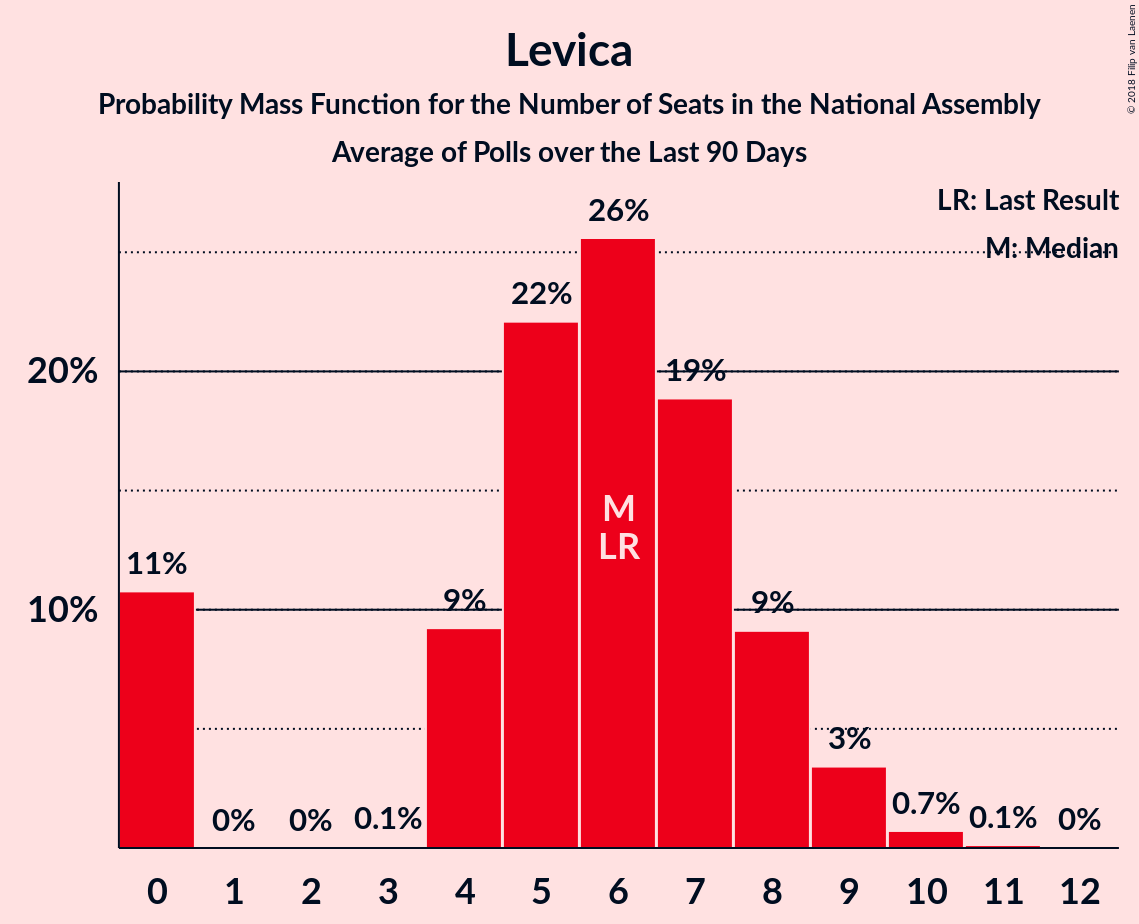 Levica
Probability Mass Function for the Number of Seats in the National Assembly
Average of Polls over the Last 90 Days
© 2018 Filip van Laenen
LR: Last Result
M: Median
20%
10%
11%
0%
0%
0.1%
9%
22%
26%
19%
9%
3%
0.7%
0.1%
0%
M
LR
0 1 2 3 4 5 6 7 8 9 10 11 12